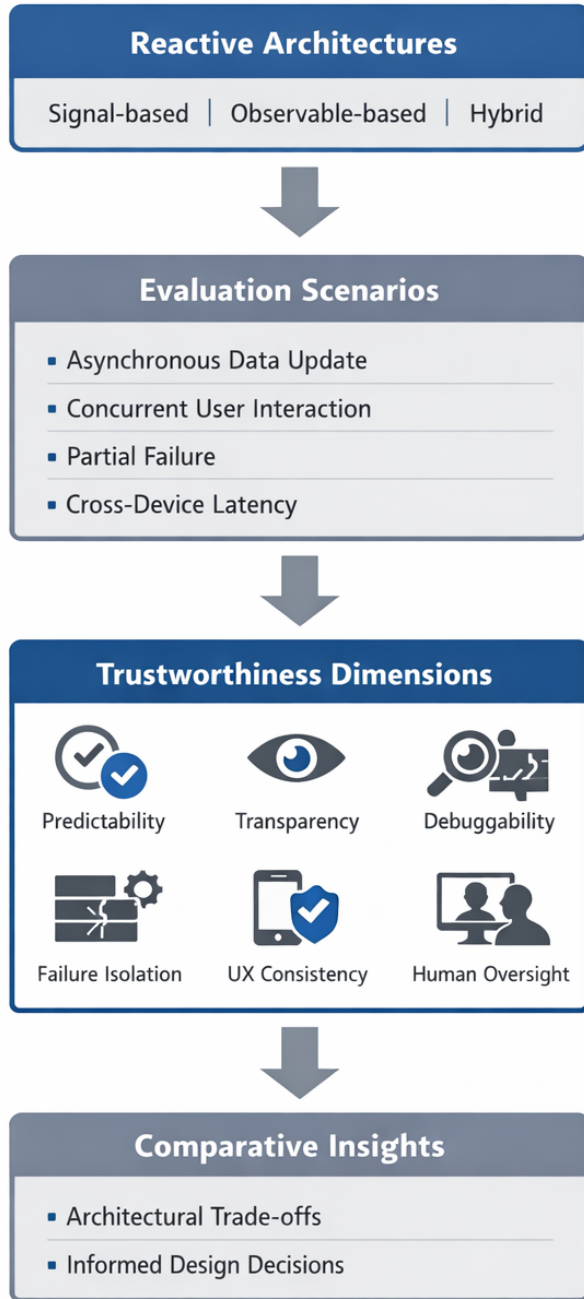 Reactive Architectures
Signal-based | Observable-based | Hybrid
Evaluation Scenarios
▪ Asynchronous Data Update
▪ Concurrent User Interaction
▪ Partial Failure
▪ Cross-Device Latency
Trustworthiness Dimensions
Predictability Transparency Debuggability
Failure Isolation UX Consistency Human Oversight
Comparative Insights
▪ Architectural Trade-offs
▪ Informed Design Decisions